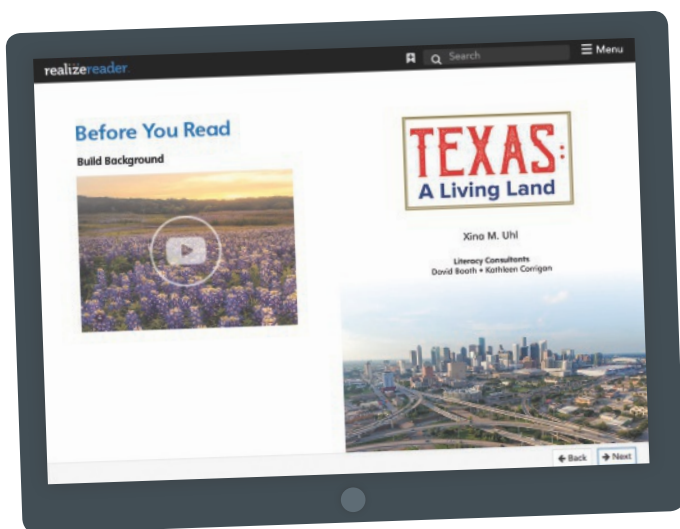 realizereader.
Search
Menu
Before You Read
Build Background
TEXAS:
A Living Land
Xina M. Uhl
Literacy Consultants
David Booth • Kathleen Corrigan
Back
Next